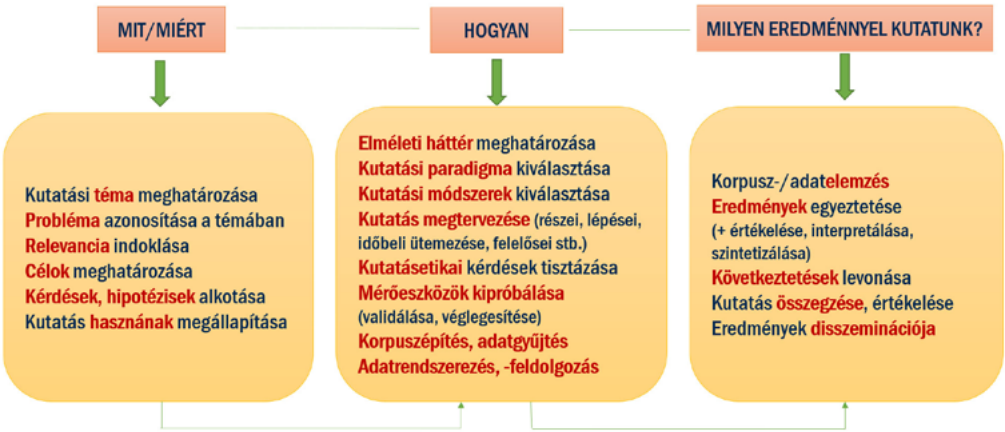 MIT/MIÉRT
HOGYAN
MILYEN EREDMÉNNYEL KUTATUNK?
Kutatási téma meghatározása
Probléma azonosítása a témában
Relevancia indoklása
Célok meghatározása
Kérdések, hipotézisek alkotása
Kutatás hasznának megállapítása
Elméleti háttér meghatározása
Kutatási paradigma kiválasztása
Kutatási módszerek kiválasztása
Kutatás megtervezése (részei, lépései,
időbeli ütemezése, felelősei stb.)
Kutatásetikai kérdések tisztázása
Mérőeszközök kipróbálása
(validálása, véglegesítése)
Korpuszépítés, adatgyűjtés
Adatrendszerezés, -feldolgozás
Korpusz-/adatelemzés
Eredmények egyeztetése
(+ értékelése, interpretálása,
szintetizálása)
Következtetések levonása
Kutatás összegzése, értékelése
Eredmények disszeminációja